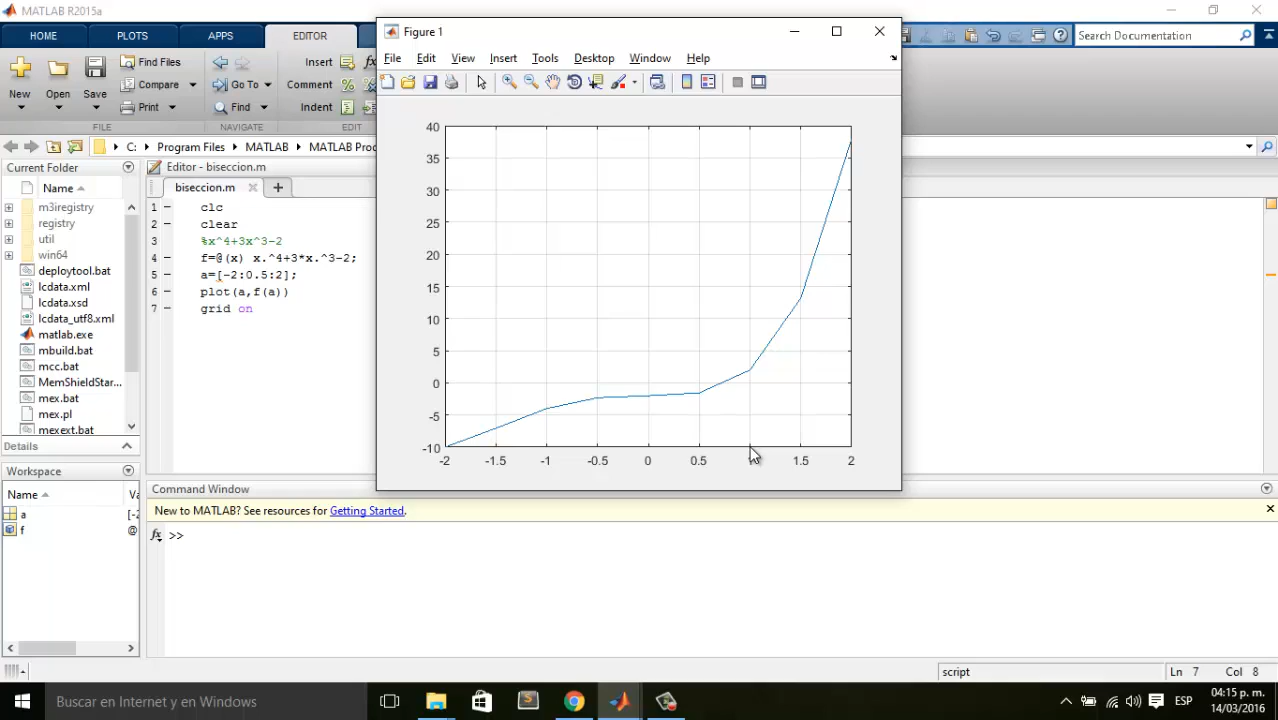 MATLAB R2015a
HOME PLOTS APPS EDITOR Search Documentation
New Open Save
Find Files
Compare
Print
Go To
Find
Insert fx
Comment
Indent
FILE NAVIGATE EDIT
C: Program Files MATLAB
Figure 1
File Edit View Insert Tools Desktop Window Help
40
35
30
25
20
15
10
5
0
-5
-10
-2 -1.5 -1 -0.5 0 0.5 1.5 2
Current Folder
Name
m3iregistry
registry
util
win64
deploytool.bat
lcdata.xml
lcdata.xsd
lcdata_utf8.xml
matlab.exe
mbuild.bat
mcc.bat
MemShieldStar...
mex.bat
mex.pl
mexext.bat
Details
Workspace
Name
a [-2
f @
Editor - biseccion.m
biseccion.m
1 clc
2 clear
3 %x^4+3x^3-2
4 f=@(x) x.^4+3*x.^3-2;
5 a=[-2:0.5:2];
6 plot(a,f(a))
7 grid on
Command Window
New to MATLAB? See resources for Getting Started.
fx >>
script Ln 7 Col 8
Buscar en Internet y en Windows
ESP
04:15 p. m.
14/03/2016